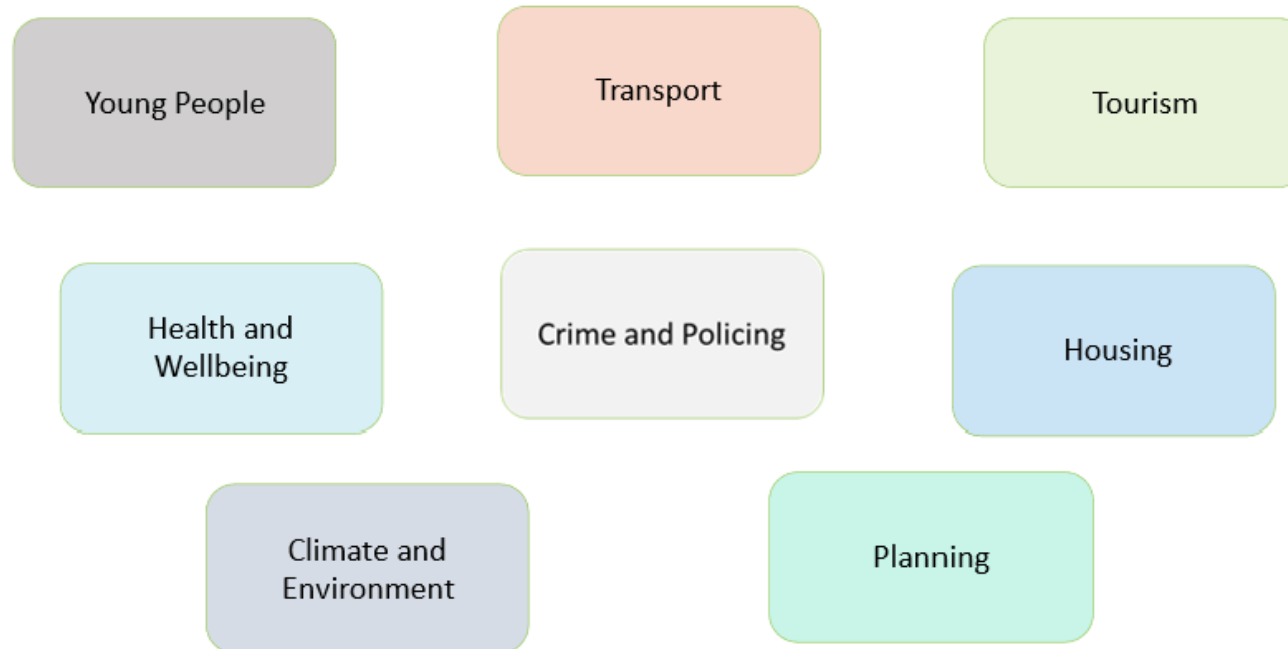 Young People
Transport
Tourism
Health and
Wellbeing
Crime and Policing
Housing
Climate and
Environment
Planning